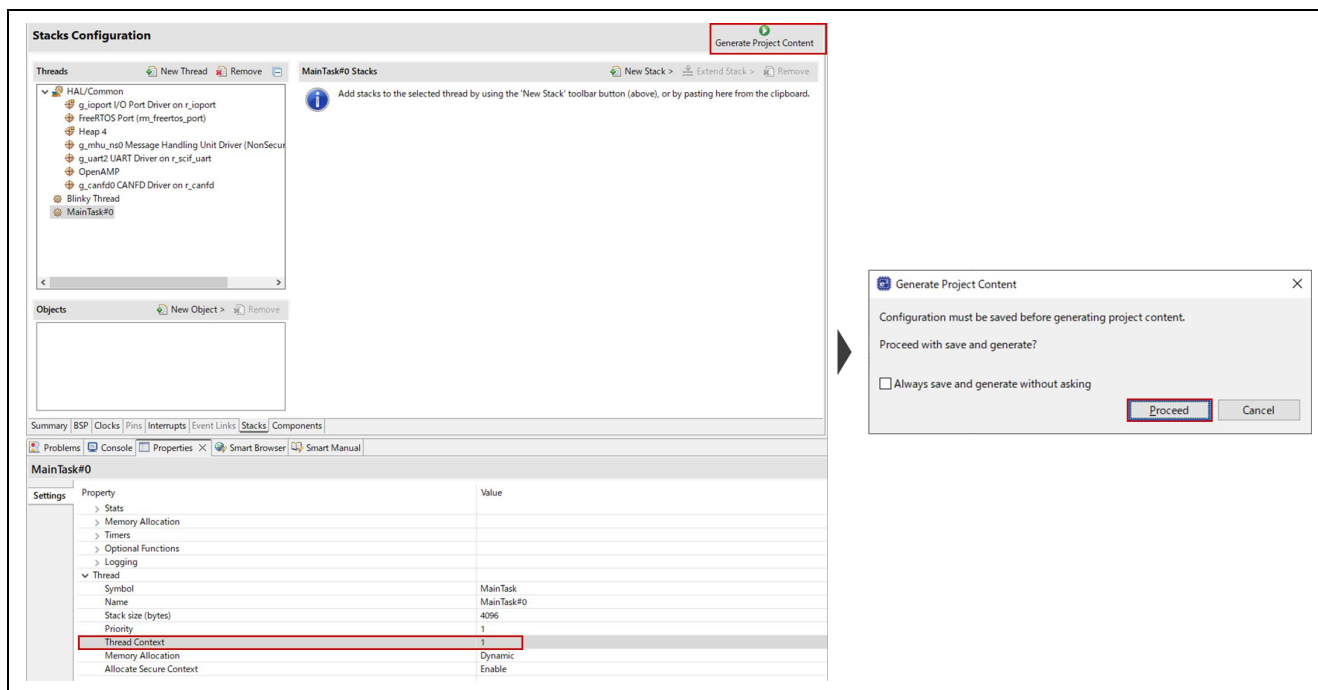 Stacks Configuration
Generate Project Content
Threads
New Thread Remove
HAL/Common
g_ioport I/O Port Driver on r_ioport
FreeRTOS Port (rm_freertos_port)
Heap 4
g_mhu_ns0 Message Handling Unit Driver (NonSecur
g_uart2 UART Driver on r_scif_uart
OpenAMP
g_canfd0 CANFD Driver on r_canfd
Blinky Thread
MainTask#0
MainTask#0 Stacks
New Stack > Extend Stack > Remove
Add stacks to the selected thread by using the 'New Stack' toolbar button (above), or by pasting here from the clipboard.
Objects
New Object > Remove
Summary BSP Clocks Pins Interrupts Event Links Stacks Components
Problems Console Properties Smart Browser Smart Manual
MainTask#0
Settings
Property Value
Stats
Memory Allocation
Timers
Optional Functions
Logging
Thread
Symbol MainTask
Name MainTask#0
Stack size (bytes) 4096
Priority 1
Thread Context 1
Memory Allocation Dynamic
Allocate Secure Context Enable
Generate Project Content
Configuration must be saved before generating project content.
Proceed with save and generate?
Always save and generate without asking
Proceed Cancel